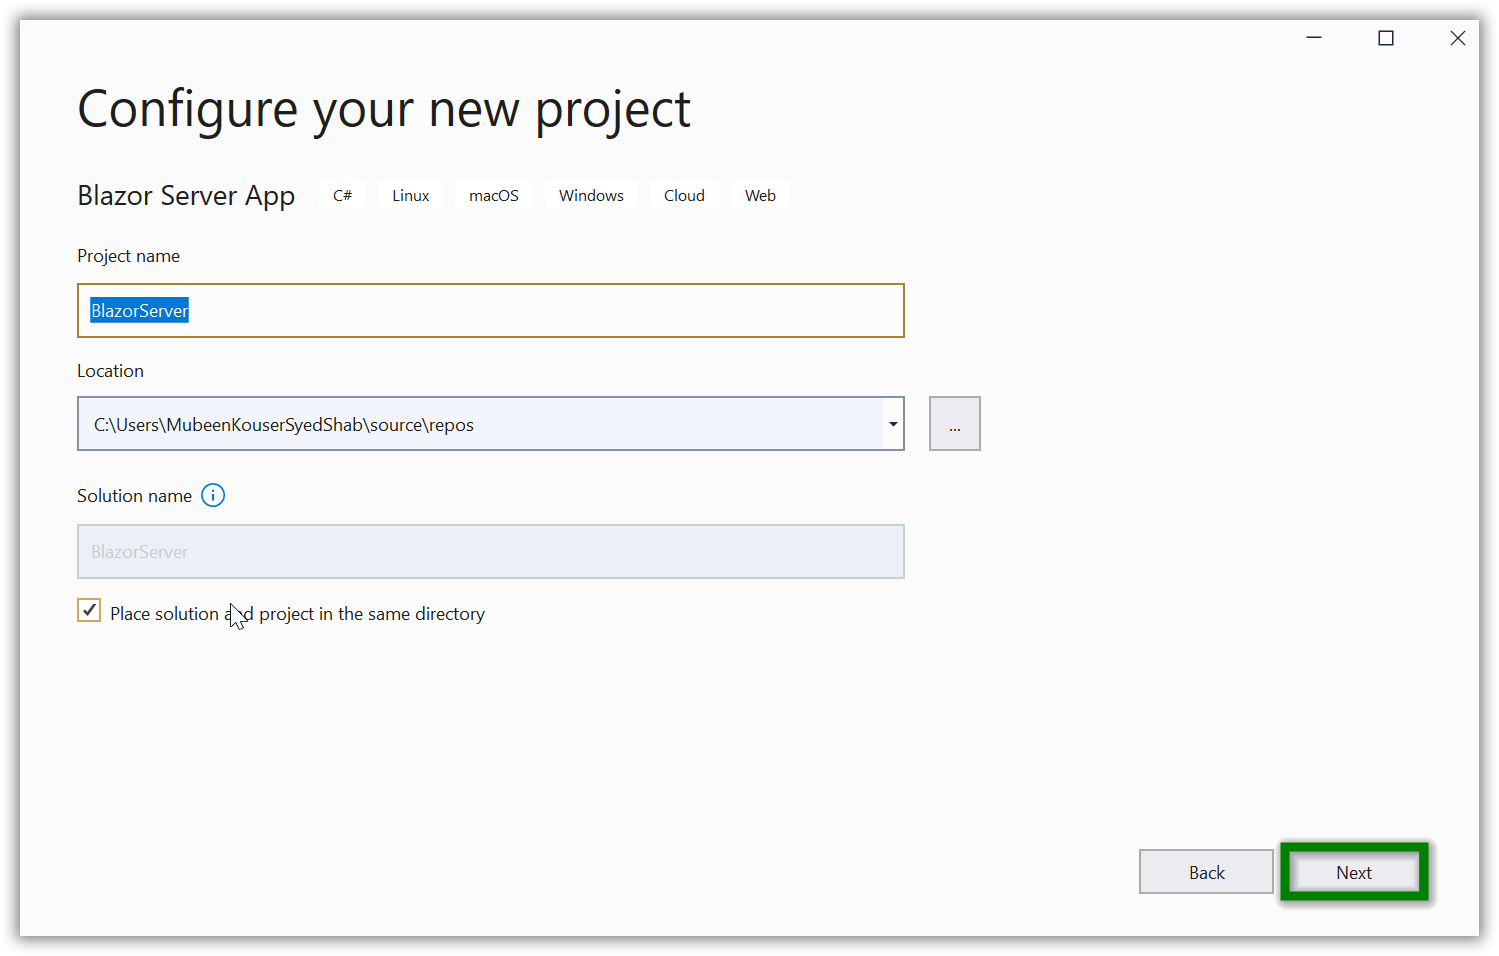 Configure your new project
Blazor Server App C# Linux macOS Windows Cloud Web
Project name
BlazorServer
Location
C:\Users\MubeenKouserSyedShab\source\repos
...
Solution name
BlazorServer
Place solution and project in the same directory
Back Next